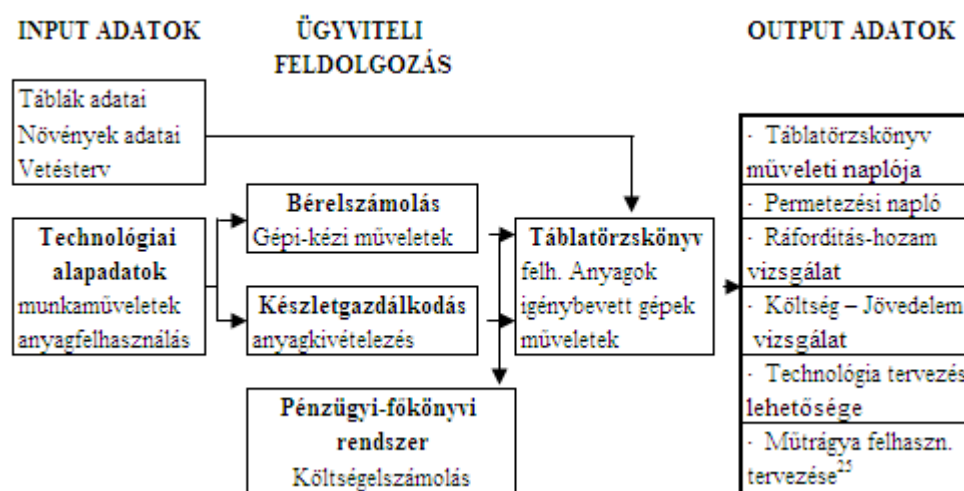 INPUT ADATOK
ÜGYVITELI
FELDOLGOZÁS
OUTPUT ADATOK
Táblák adatai
Növények adatai
Vetésterv
Technológiai
alapadatok
munkaműveletek
anyagfelhasználás
Bérelszámolás
Gépi-kézi műveletek
Készletgazdálkodás
anyagkivételezés
Pénzügyi-főkönyvi
rendszer
Költségelszámolás
Táblatörzskönyv
felh. Anyagok
igénybevett gépek
műveletek
· Táblatörzskönyv
műveleti naplója
· Permetezési napló
· Ráfordítás-hozam
vizsgálat
· Költség – Jövedelem
vizsgálat
· Technológia tervezés
lehetősége
· Műtrágya felhaszn.
tervezése25